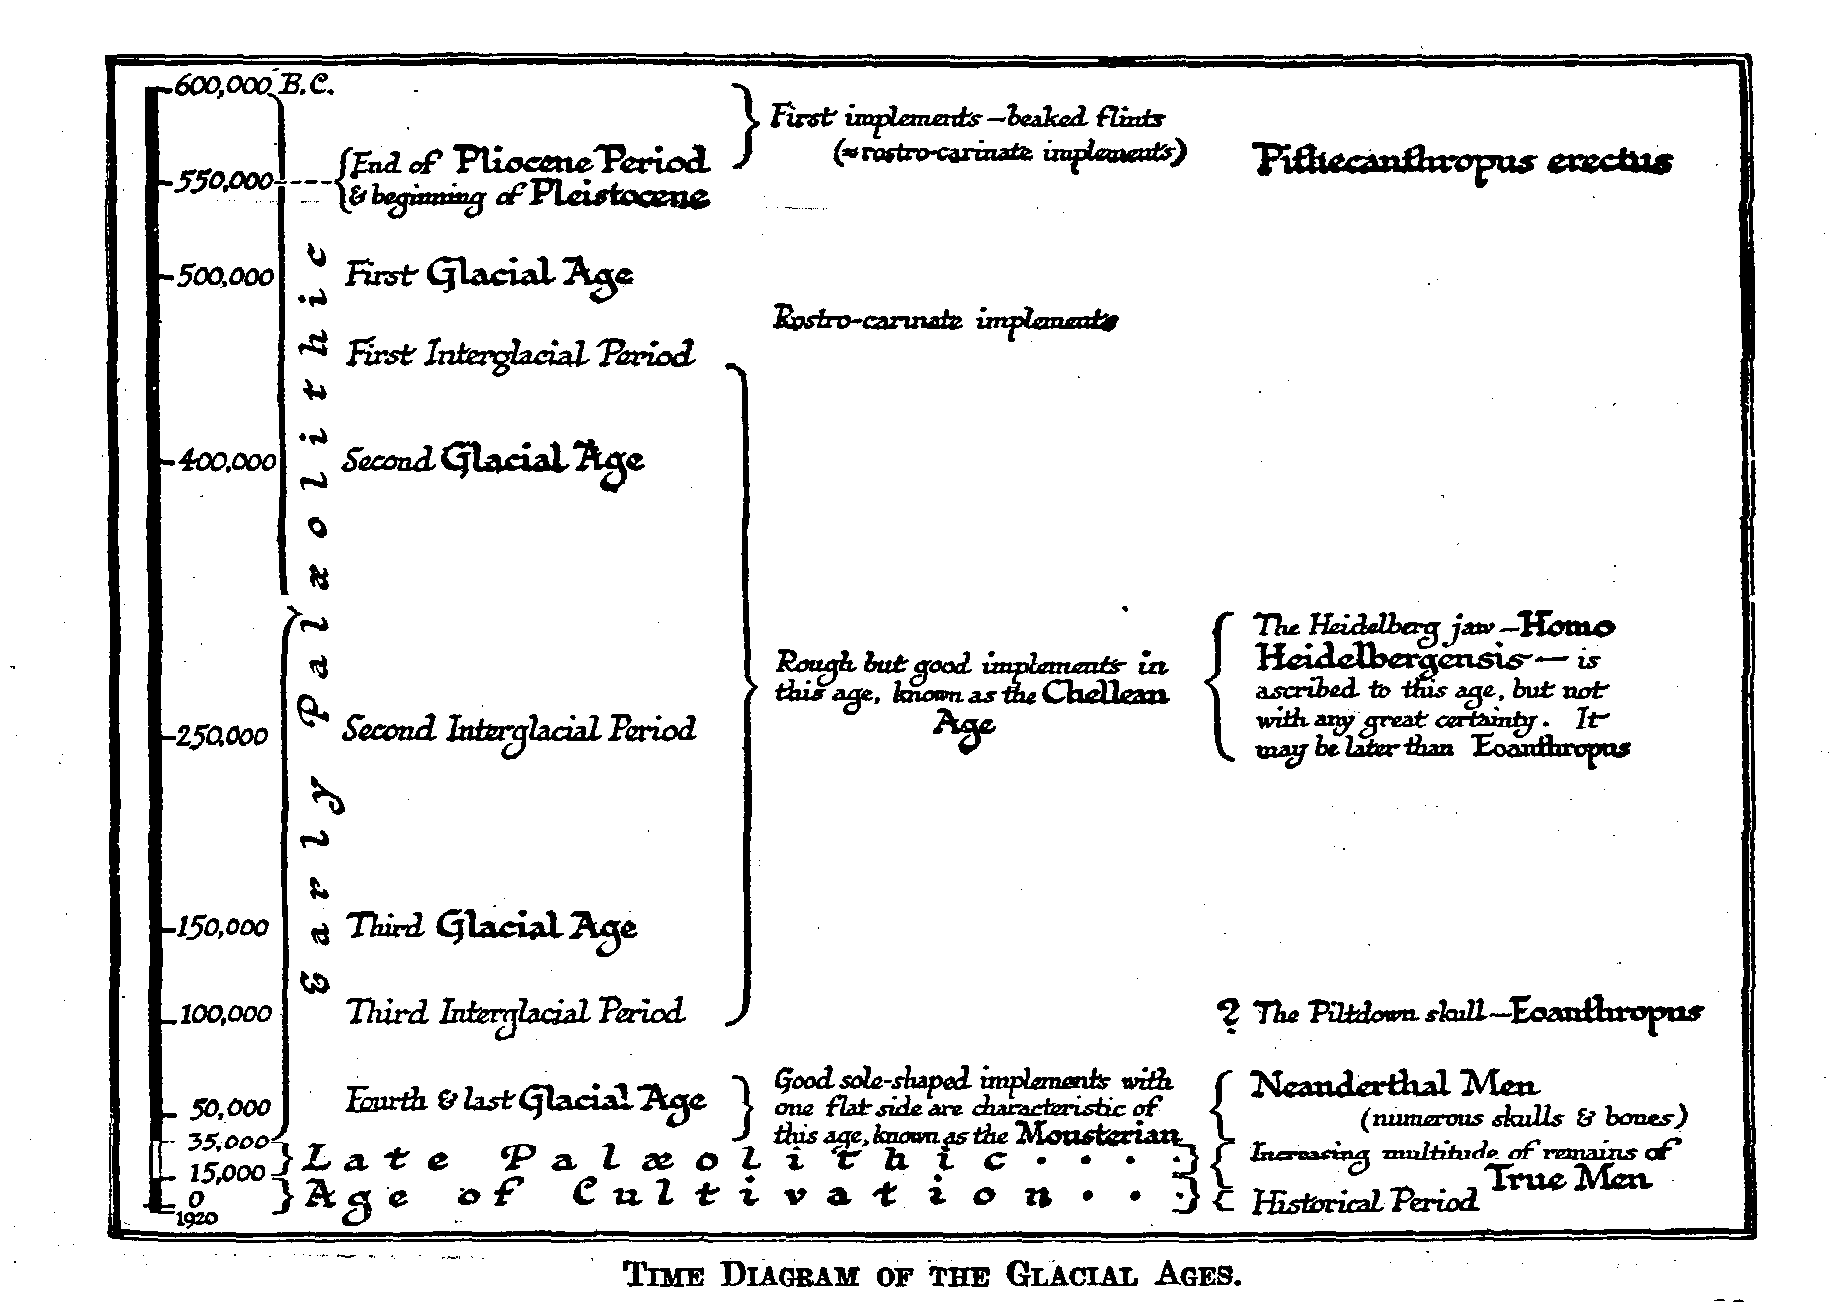 600,000 B.C.
First implements – beaked flints
(= rostro-carinate implements)
Pithecanthropus erectus
End of Pliocene Period
550,000
& beginning of Pleistocene
500,000
First Glacial Age
Rostro-carinate implements
First Interglacial Period
400,000
Second Glacial Age
Early Palæolithic
Rough but good implements in
this age, known as the Chellean
Age
The Heidelberg jaw – Homo
Heidelbergensis — is
ascribed to this age, but not
with any great certainty. It
may be later than Eoanthropus
250,000
Second Interglacial Period
150,000
Third Glacial Age
100,000
Third Interglacial Period
? The Piltdown skull – Eoanthropus
50,000
Fourth & last Glacial Age
Good sole-shaped implements with
one flat side are characteristic of
this age, known as the Mousterian
Neanderthal Men
(numerous skulls & bones)
35,000
Late Palæolithic . . . .
Increasing multitude of remains of
True Men
15,000
Age of Cultivation . . .
Historical Period
0
1920
TIME DIAGRAM OF THE GLACIAL AGES.